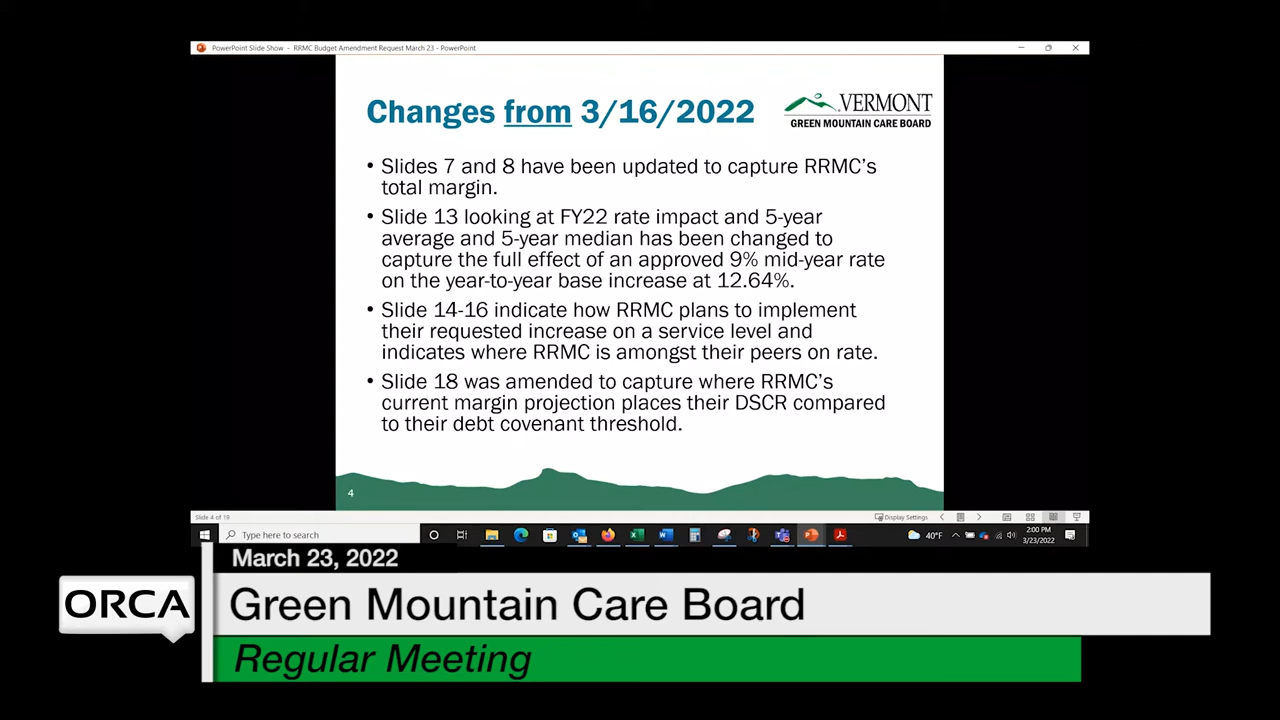 PowerPoint Slide Show - RRMC Budget Amendment Request March 23 - PowerPoint
Changes from 3/16/2022
VERMONT
GREEN MOUNTAIN CARE BOARD
• Slides 7 and 8 have been updated to capture RRMC's
total margin.
• Slide 13 looking at FY22 rate impact and 5-year
average and 5-year median has been changed to
capture the full effect of an approved 9% mid-year rate
on the year-to-year base increase at 12.64%.
• Slide 14-16 indicate how RRMC plans to implement
their requested increase on a service level and
indicates where RRMC is amongst their peers on rate.
• Slide 18 was amended to capture where RRMC's
current margin projection places their DSCR compared
to their debt covenant threshold.
4
Slide 4 of 19
Display Settings
Type here to search
40°F
2:00 PM
3/23/2022
March 23, 2022
ORCA
Green Mountain Care Board
Regular Meeting